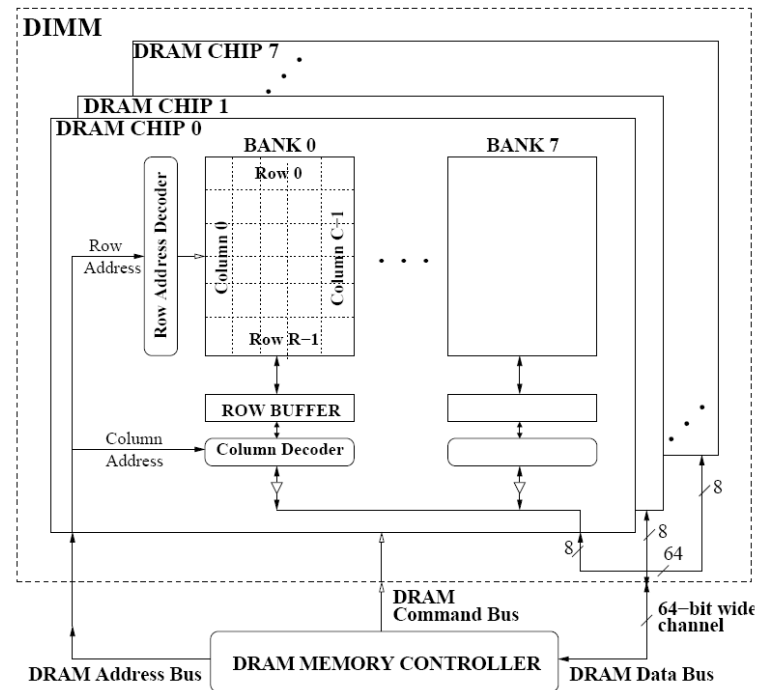 DIMM
DRAM CHIP 7
DRAM CHIP 1
DRAM CHIP 0
BANK 0
BANK 7
Row 0
Row Address Decoder
Column 0
Column C−1
Row
Address
Row R−1
ROW BUFFER
Column
Address
Column Decoder
8
8
8
64
DRAM
Command Bus
64−bit wide
channel
DRAM MEMORY CONTROLLER
DRAM Address Bus
DRAM Data Bus